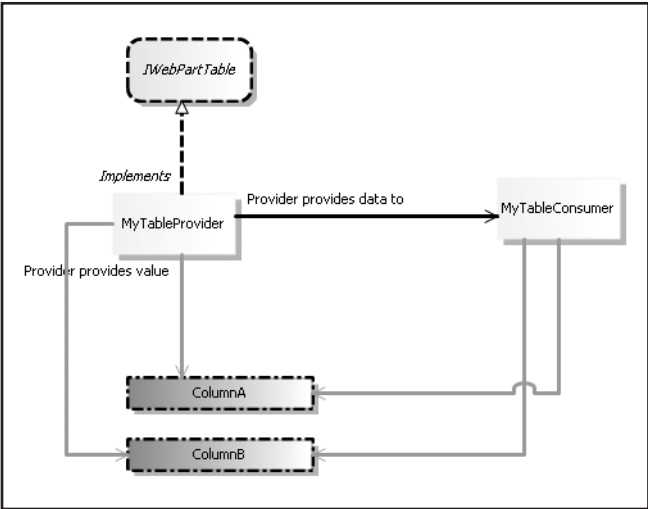 IWebPartTable
Implements
Provider provides data to
MyTableProvider
MyTableConsumer
Provider provides value
ColumnA
ColumnB